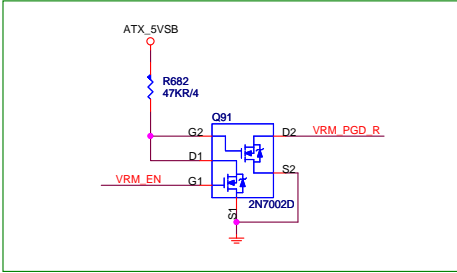 ATX_5VSB
R682
47KR/4
Q91
G2
D2
VRM_PGD_R
D1
S2
VRM_EN
G1
S1
2N7002D